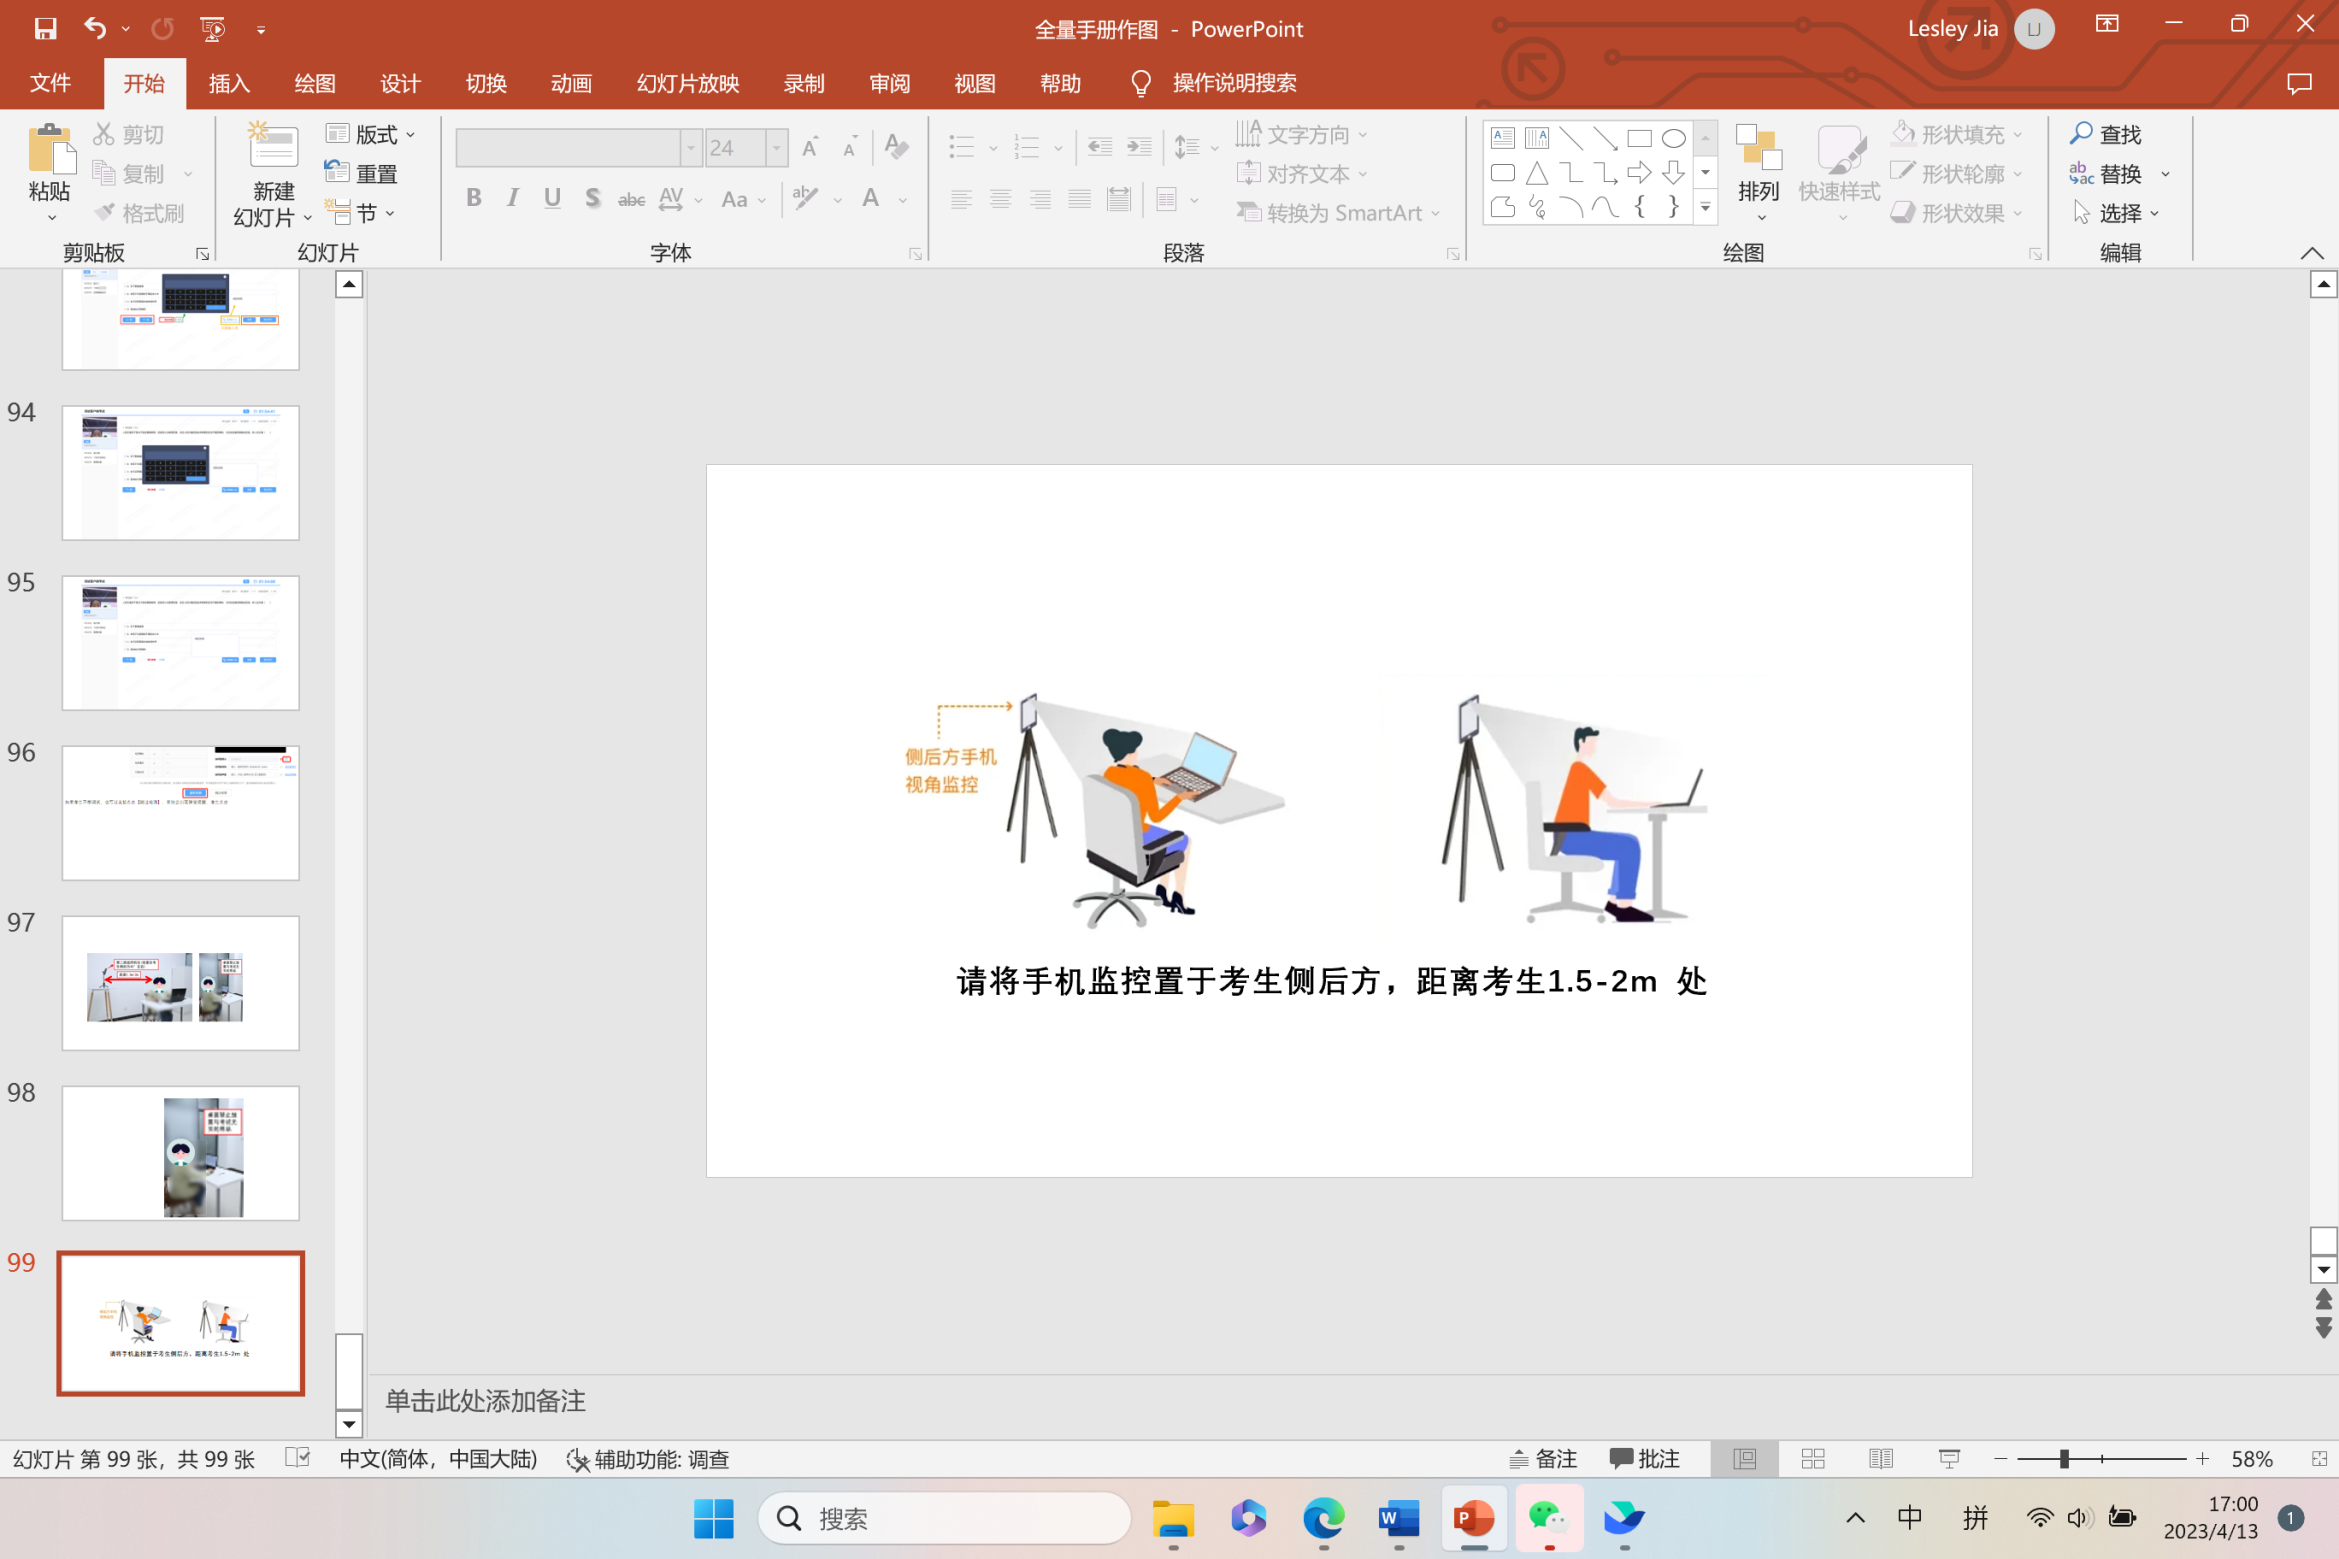 全量手册作图 - PowerPoint
Lesley Jia
LJ
文件 开始 插入 绘图 设计 切换 动画 幻灯片放映 录制 审阅 视图 帮助 操作说明搜索
粘贴
剪切
复制
格式刷
剪贴板
新建
幻灯片
版式
重置
节
幻灯片
24
字体
文字方向
对齐文本
转换为 SmartArt
段落
排列
快速样式
形状填充
形状轮廓
形状效果
绘图
查找
替换
选择
编辑
94
95
96
97
98
99
侧后方手机
视角监控
请将手机监控置于考生侧后方，距离考生1.5-2m 处
单击此处添加备注
幻灯片 第 99 张，共 99 张
中文(简体，中国大陆)
辅助功能: 调查
备注
批注
58%
搜索
中
拼
17:00
2023/4/13
1